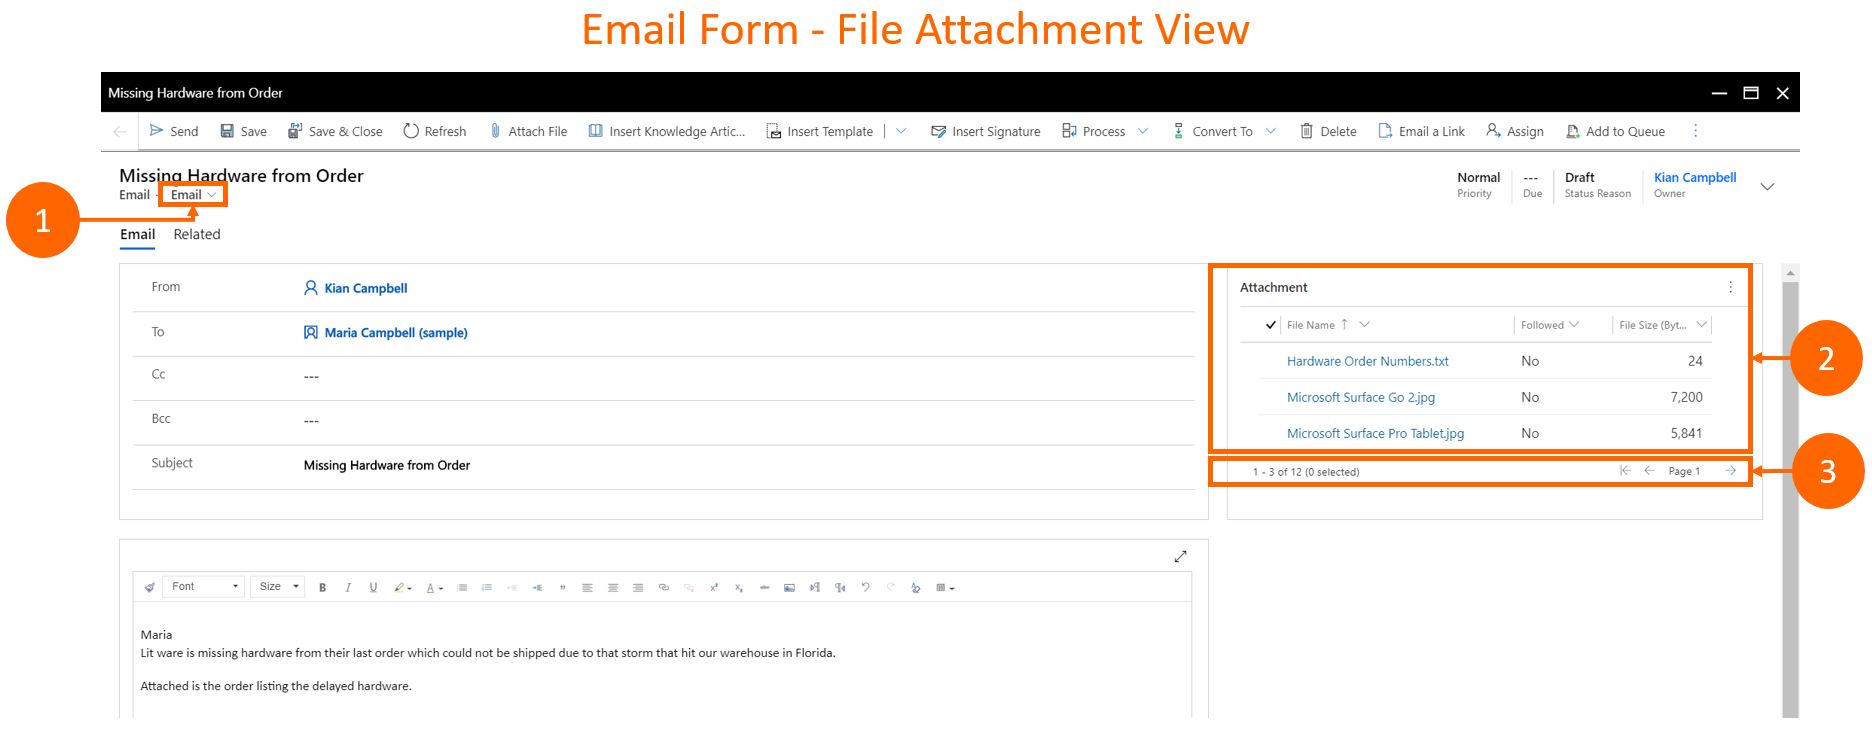 Email Form - File Attachment View
Missing Hardware from Order
Send Save Save & Close Refresh Attach File Insert Knowledge Artic... Insert Template Insert Signature Process Convert To Delete Email a Link Assign Add to Queue
Missing Hardware from Order
Email · Email
Normal --- Draft Kian Campbell
Priority Due Status Reason Owner
1
Email Related
From Kian Campbell
To Maria Campbell (sample)
Cc ---
Bcc ---
Subject Missing Hardware from Order
Attachment
File Name ↑ Followed File Size (Byt...
Hardware Order Numbers.txt No 24
Microsoft Surface Go 2.jpg No 7,200
Microsoft Surface Pro Tablet.jpg No 5,841
2
1 - 3 of 12 (0 selected) Page 1
3
Font Size B I U A
Maria
Lit ware is missing hardware from their last order which could not be shipped due to that storm that hit our warehouse in Florida.
Attached is the order listing the delayed hardware.